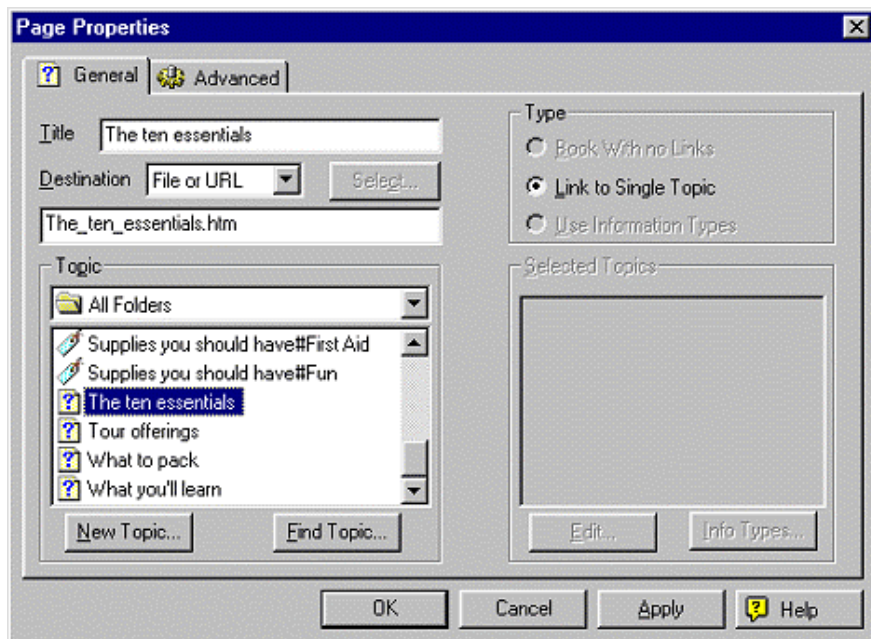 Page Properties
General
Advanced
Title
The ten essentials
Destination
File or URL
Select...
The_ten_essentials.htm
Topic
All Folders
Supplies you should have#First Aid
Supplies you should have#Fun
The ten essentials
Tour offerings
What to pack
What you'll learn
New Topic...
Find Topic...
Type
Book With no Links
Link to Single Topic
Use Information Types
Selected Topics
Edit...
Info Types...
OK
Cancel
Apply
Help